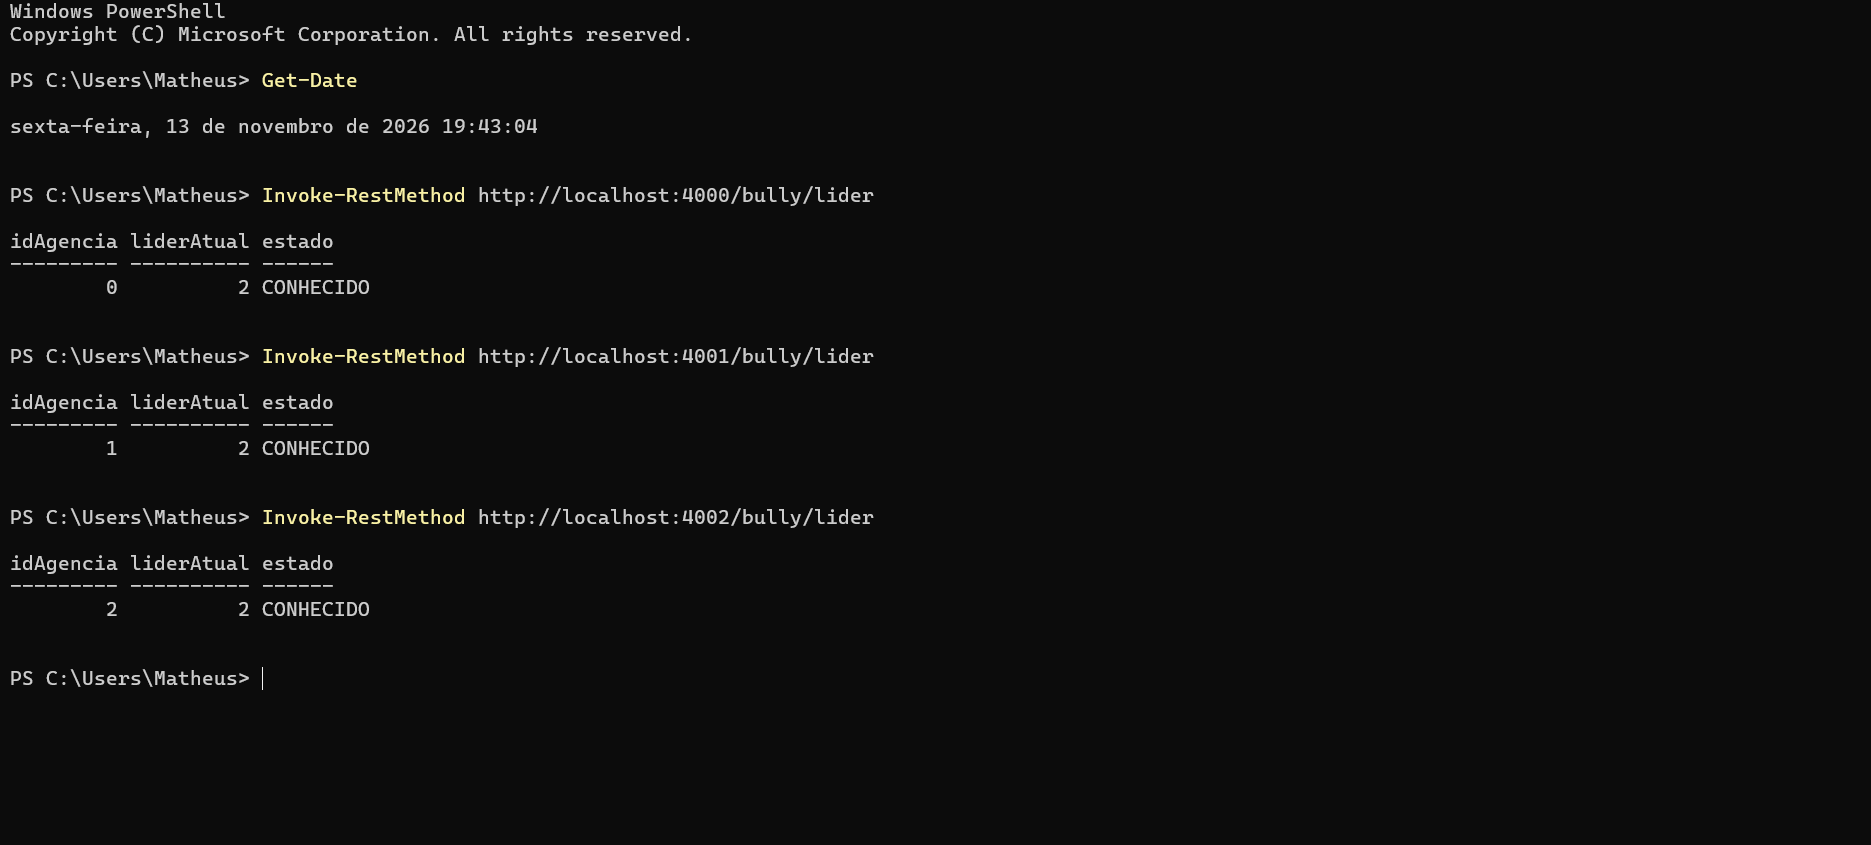 Windows PowerShell
Copyright (C) Microsoft Corporation. All rights reserved.
PS C:\Users\Matheus> Get-Date
sexta-feira, 13 de novembro de 2026 19:43:04
PS C:\Users\Matheus> Invoke-RestMethod http://localhost:4000/bully/lider
idAgencia liderAtual estado
--------- ---------- ------
        0          2 CONHECIDO
PS C:\Users\Matheus> Invoke-RestMethod http://localhost:4001/bully/lider
idAgencia liderAtual estado
--------- ---------- ------
        1          2 CONHECIDO
PS C:\Users\Matheus> Invoke-RestMethod http://localhost:4002/bully/lider
idAgencia liderAtual estado
--------- ---------- ------
        2          2 CONHECIDO
PS C:\Users\Matheus>